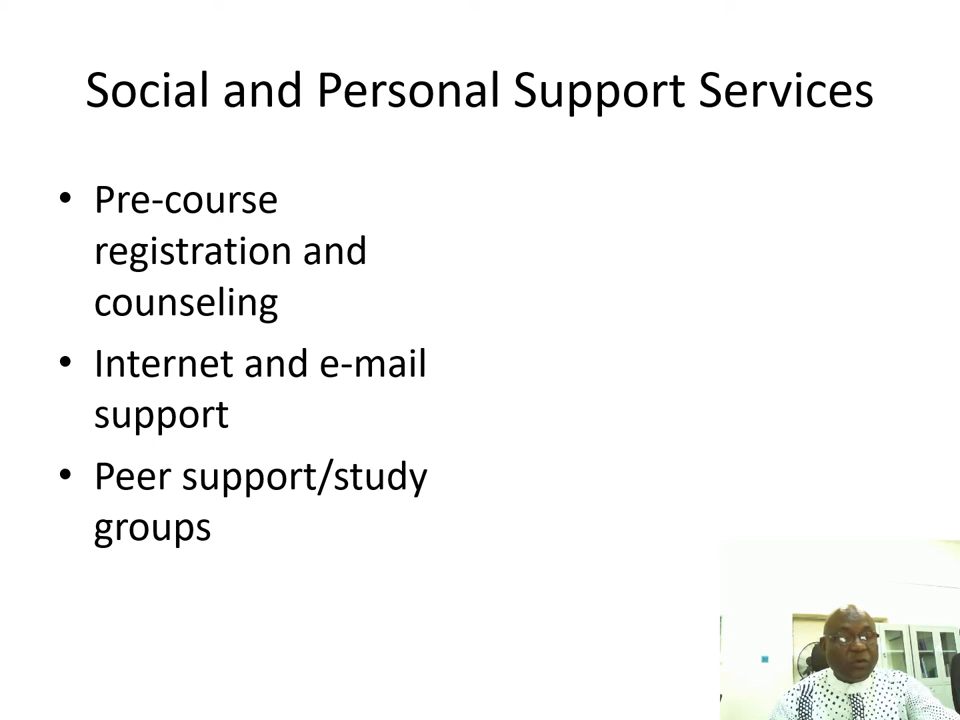 Social and Personal Support Services
• Pre-course
registration and
counseling
• Internet and e-mail
support
• Peer support/study
groups